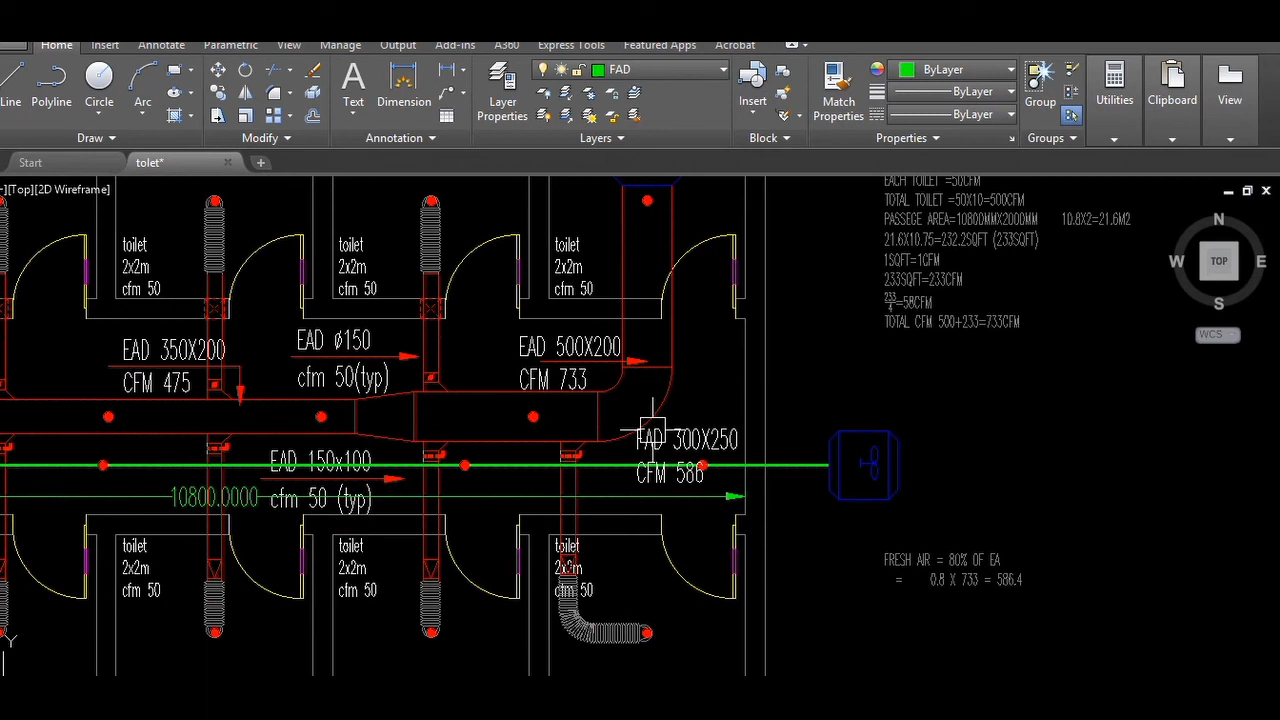 Home Insert Annotate Parametric View Manage Output Add-ins A360 Express Tools Featured Apps Acrobat
FAD
ByLayer
ByLayer
ByLayer
Line Polyline Circle Arc
Text Dimension
Layer
Properties
Insert
Match
Properties
Group
Utilities
Clipboard
View
Draw Modify Annotation Layers Block Properties Groups
Start tolet*
-][Top][2D Wireframe]
EACH TOILET =50CFM
TOTAL TOILET =50X10=500CFM
PASSEGE AREA=10800MMX2000MM 10.8X2=21.6M2
21.6X10.75=232.2SQFT (233SQFT)
1SQFT=1CFM
233SQFT=233CFM
233
4 =58CFM
TOTAL CFM 500+233=733CFM
N
W TOP E
S
WCS
toilet
2x2m
cfm 50
toilet
2x2m
cfm 50
toilet
2x2m
cfm 50
EAD 350X200
CFM 475
EAD ø150
cfm 50(typ)
EAD 500X200
CFM 733
FAD 300X250
CFM 586
EAD 150x100
cfm 50 (typ)
10800.0000
toilet
2x2m
cfm 50
toilet
2x2m
cfm 50
toilet
2x2m
cfm 50
FRESH AIR = 80% OF EA
= 0.8 X 733 = 586.4
Y